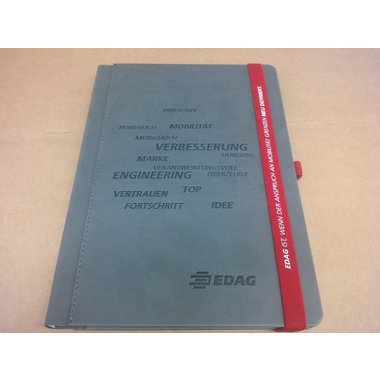 INNOVATIV
BEWEGLICH MOBILITÄT
MENSCHLICH
VERBESSERUNG
MARKE HUNGRIG
VERANTWORTUNGSVOLL
ENGINEERING ÜBERZEUGT
VERTRAUEN TOP
FORTSCHRITT IDEE
EDAG
EDAG IST, WENN DER ANSPRUCH AN MOBILITÄT GRENZEN NEU DEFINIERT.